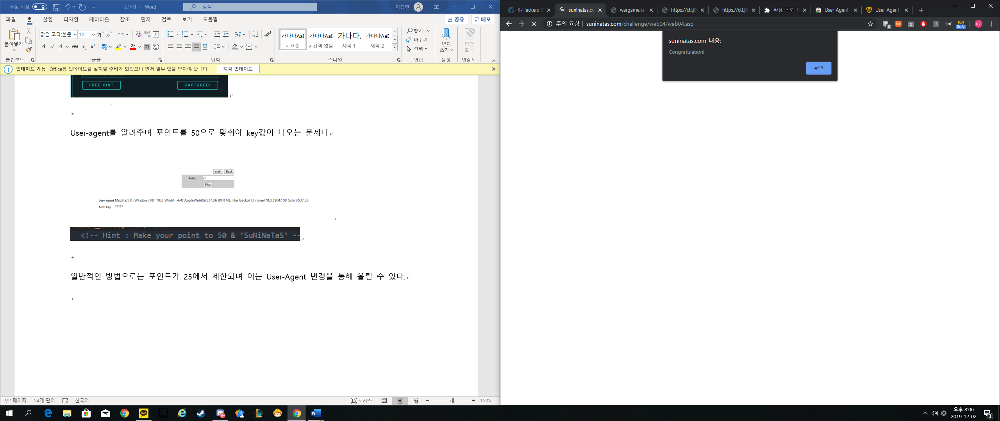 자동 저장 끔
문서1 - Word
검색
이경민
파일 홈 삽입 디자인 레이아웃 참조 편지 검토 보기 도움말
공유 메모
붙여넣기
클립보드
맑은 고딕(본문 10
글꼴
단락
가나다AaB 가나다AaB 가나다, 가나다AaB
표준 간격 없음 제목 1 제목 2
스타일
찾기
바꾸기
선택
편집
받아
쓰기
음성
민감
도
민감도
업데이트 가능 Office용 업데이트를 설치할 준비가 되었으나 먼저 일부 앱을 닫아야 합니다. 지금 업데이트
FREE HINT CAPTURED!
User-agent를 알려주며 포인트를 50으로 맞춰야 key값이 나오는 문제다
main Back
Point 25
Plus
User-Agent Mozilla/5.0 (Windows NT 10.0; Win64; x64) AppleWebKit/537.36 (KHTML, like Gecko) Chrome/78.0.3904.108 Safari/537.36
Auth key ?????
<!-- Hint : Make your point to 50 & 'SuNiNaTaS' --
일반적인 방법으로는 포인트가 25에서 제한되며 이는 User-Agent 변경을 통해 올릴 수 있다.
2/2 페이지 54개 단어 한국어
포커스 150%
K-Hackers C suninatas.co wargame.kr: https://ctf.j0 https://ctf.j0 확장 프로그 User Agent User Agent
주의 요함 suninatas.com/challenge/web04/web04.asp
SuN
경민
suninatas.com 내용:
Congratulation!
확인
TALK
9+
오후 8:06
2019-12-02
3